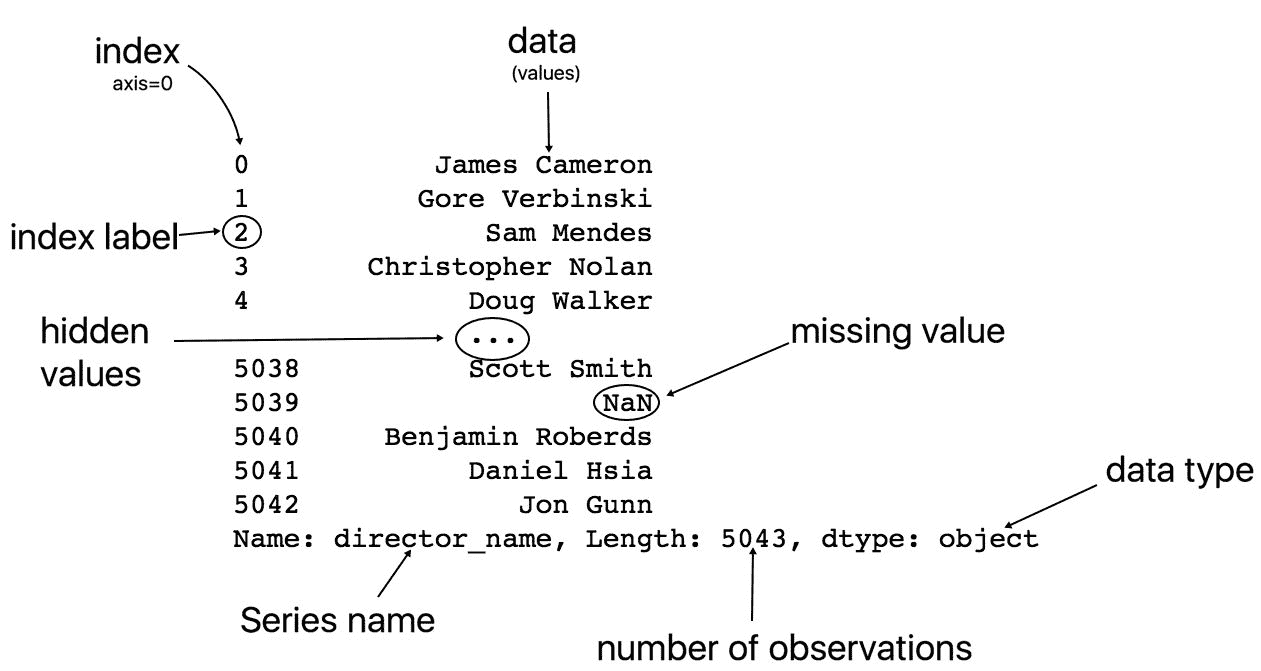 index
axis=0
data
(values)
0 James Cameron
1 Gore Verbinski
index label
2 Sam Mendes
3 Christopher Nolan
4 Doug Walker
hidden
values
...
missing value
5038 Scott Smith
5039 NaN
5040 Benjamin Roberds
5041 Daniel Hsia
data type
5042 Jon Gunn
Name: director_name, Length: 5043, dtype: object
Series name
number of observations